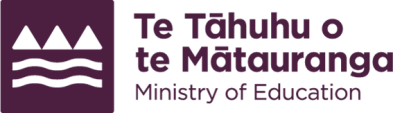 Te Tāhuhu o
te Mātauranga
Ministry of Education